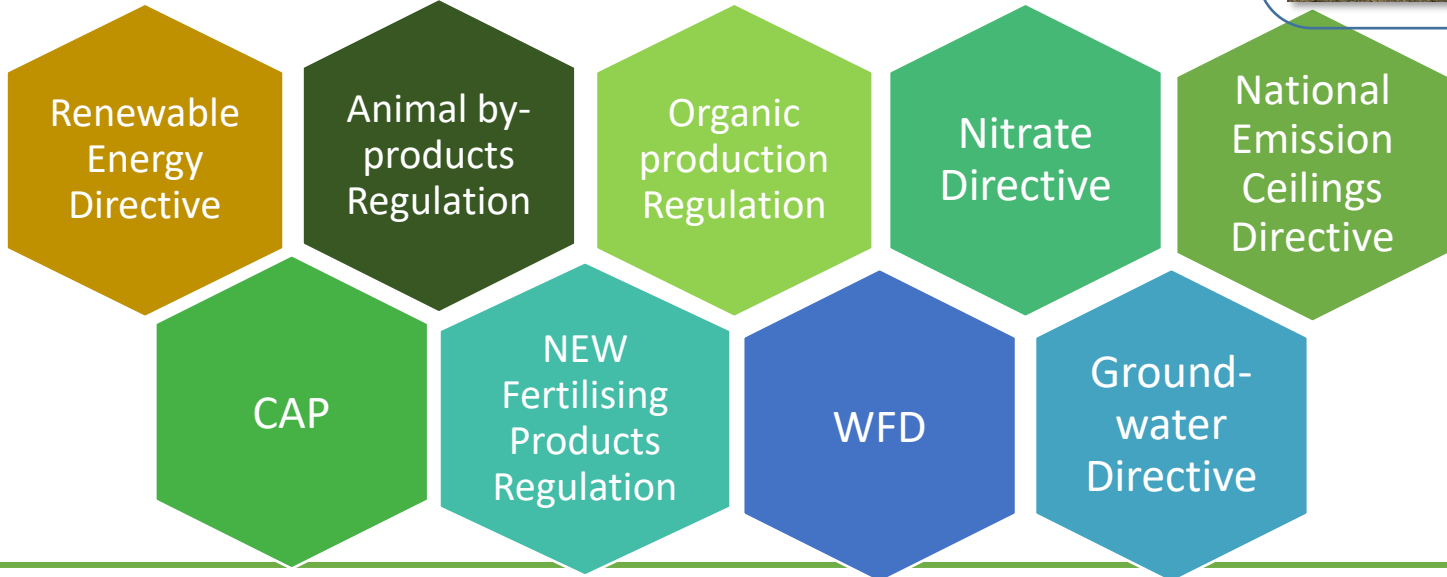 Renewable
Energy
Directive
Animal by-
products
Regulation
Organic
production
Regulation
Nitrate
Directive
National
Emission
Ceilings
Directive
CAP
NEW
Fertilising
Products
Regulation
WFD
Ground-
water
Directive